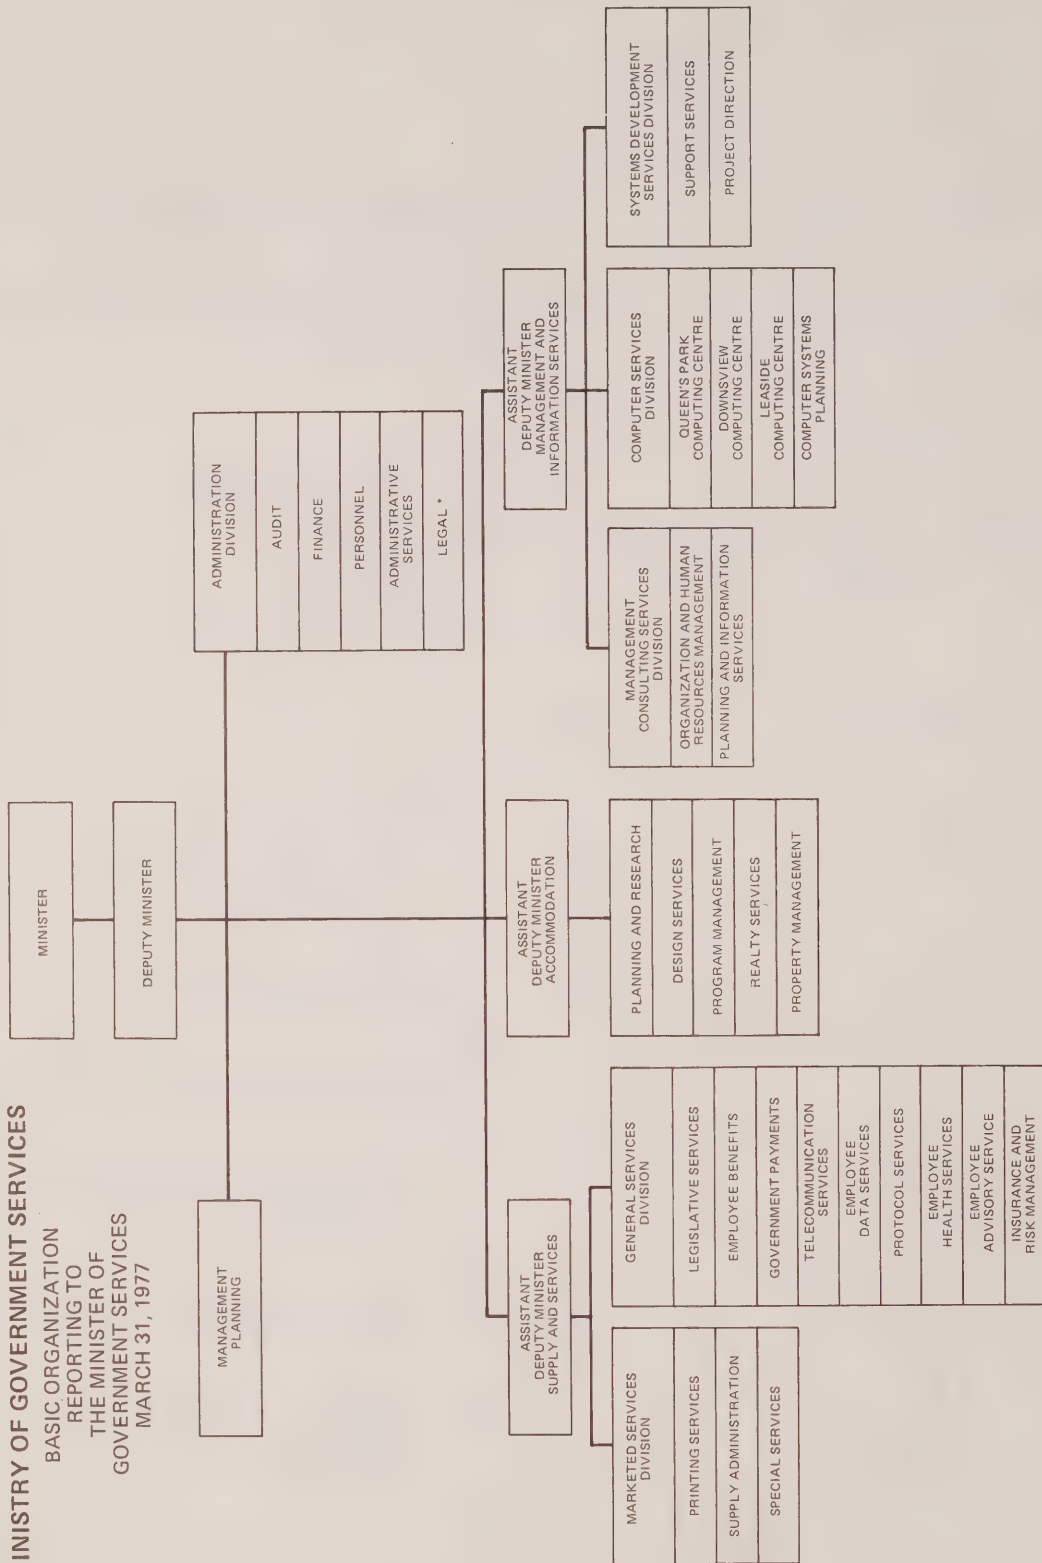 INISTRY OF GOVERNMENT SERVICES
BASIC ORGANIZATION
REPORTING TO
THE MINISTER OF
GOVERNMENT SERVICES
MARCH 31, 1977
MINISTER
DEPUTY MINISTER
MANAGEMENT
PLANNING
ADMINISTRATION
DIVISION
AUDIT
FINANCE
PERSONNEL
ADMINISTRATIVE
SERVICES
LEGAL *
ASSISTANT
DEPUTY MINISTER
SUPPLY AND SERVICES
ASSISTANT
DEPUTY MINISTER
ACCOMMODATION
ASSISTANT
DEPUTY MINISTER
MANAGEMENT AND
INFORMATION SERVICES
MARKETED SERVICES
DIVISION
PRINTING SERVICES
SUPPLY ADMINISTRATION
SPECIAL SERVICES
GENERAL SERVICES
DIVISION
LEGISLATIVE SERVICES
EMPLOYEE BENEFITS
GOVERNMENT PAYMENTS
TELECOMMUNICATION
SERVICES
EMPLOYEE
DATA SERVICES
PROTOCOL SERVICES
EMPLOYEE
HEALTH SERVICES
EMPLOYEE
ADVISORY SERVICE
INSURANCE AND
RISK MANAGEMENT
PLANNING AND RESEARCH
DESIGN SERVICES
PROGRAM MANAGEMENT
REALTY SERVICES
PROPERTY MANAGEMENT
MANAGEMENT
CONSULTING SERVICES
DIVISION
ORGANIZATION AND HUMAN
RESOURCES MANAGEMENT
PLANNING AND INFORMATION
SERVICES
COMPUTER SERVICES
DIVISION
QUEEN'S PARK
COMPUTING CENTRE
DOWNSVIEW
COMPUTING CENTRE
LEASIDE
COMPUTING CENTRE
COMPUTER SYSTEMS
PLANNING
SYSTEMS DEVELOPMENT
SERVICES DIVISION
SUPPORT SERVICES
PROJECT DIRECTION